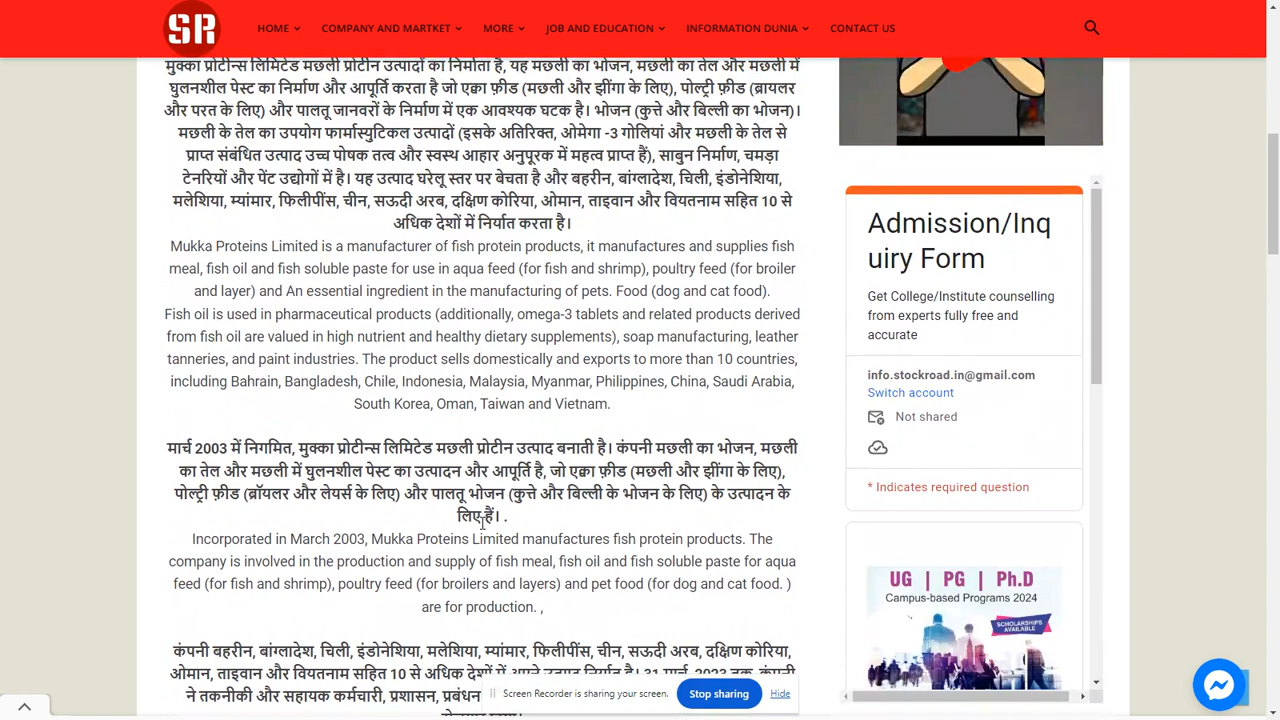 SR
HOME
COMPANY AND MARTKET
MORE
JOB AND EDUCATION
INFORMATION DUNIA
CONTACT US
मुक्का प्रोटीन्स लिमिटेड मछली प्रोटीन उत्पादों का निर्माता है, यह मछली का भोजन, मछली का तेल और मछली में
घुलनशील पेस्ट का निर्माण और आपूर्ति करता है जो एक्वा फ़ीड (मछली और झींगा के लिए), पोल्ट्री फ़ीड (ब्रायलर
और परत के लिए) और पालतू जानवरों के निर्माण में एक आवश्यक घटक है। भोजन (कुत्ते और बिल्ली का भोजन)।
मछली के तेल का उपयोग फार्मास्युटिकल उत्पादों (इसके अतिरिक्त, ओमेगा -3 गोलियां और मछली के तेल से
प्राप्त संबंधित उत्पाद उच्च पोषक तत्व और स्वस्थ आहार अनुपूरक में महत्व प्राप्त हैं), साबुन निर्माण, चमड़ा
टेनरियों और पेंट उद्योगों में है। यह उत्पाद घरेलू स्तर पर बेचता है और बहरीन, बांग्लादेश, चिली, इंडोनेशिया,
मलेशिया, म्यांमार, फिलीपींस, चीन, सऊदी अरब, दक्षिण कोरिया, ओमान, ताइवान और वियतनाम सहित 10 से
अधिक देशों में निर्यात करता है।
Mukka Proteins Limited is a manufacturer of fish protein products, it manufactures and supplies fish
meal, fish oil and fish soluble paste for use in aqua feed (for fish and shrimp), poultry feed (for broiler
and layer) and An essential ingredient in the manufacturing of pets. Food (dog and cat food).
Fish oil is used in pharmaceutical products (additionally, omega-3 tablets and related products derived
from fish oil are valued in high nutrient and healthy dietary supplements), soap manufacturing, leather
tanneries, and paint industries. The product sells domestically and exports to more than 10 countries,
including Bahrain, Bangladesh, Chile, Indonesia, Malaysia, Myanmar, Philippines, China, Saudi Arabia,
South Korea, Oman, Taiwan and Vietnam.
मार्च 2003 में निगमित, मुक्का प्रोटीन्स लिमिटेड मछली प्रोटीन उत्पाद बनाती है। कंपनी मछली का भोजन, मछली
का तेल और मछली में घुलनशील पेस्ट का उत्पादन और आपूर्ति है, जो एक्वा फ़ीड (मछली और झींगा के लिए),
पोल्ट्री फ़ीड (ब्रॉयलर और लेयर्स के लिए) और पालतू भोजन (कुत्ते और बिल्ली के भोजन के लिए) के उत्पादन के
लिए हैं। .
Incorporated in March 2003, Mukka Proteins Limited manufactures fish protein products. The
company is involved in the production and supply of fish meal, fish oil and fish soluble paste for aqua
feed (for fish and shrimp), poultry feed (for broilers and layers) and pet food (for dog and cat food. )
are for production. ,
कंपनी बहरीन, बांग्लादेश, चिली, इंडोनेशिया, मलेशिया, म्यांमार, फिलीपींस, चीन, सऊदी अरब, दक्षिण कोरिया,
ओमान, ताइवान और वियतनाम सहित 10 से अधिक देशों में अपने उत्पाद निर्यात है। 31 मार्च, 2023 तक, कंपनी
ने तकनीकी और सहायक कर्मचारी, प्रशासन, प्रबंधन
Admission/Inq
uiry Form
Get College/Institute counselling
from experts fully free and
accurate
info.stockroad.in@gmail.com
Switch account
Not shared
* Indicates required question
UG | PG | Ph.D
Campus-based Programs 2024
SCHOLARSHIPS
AVAILABLE
Screen Recorder is sharing your screen.
Stop sharing
Hide